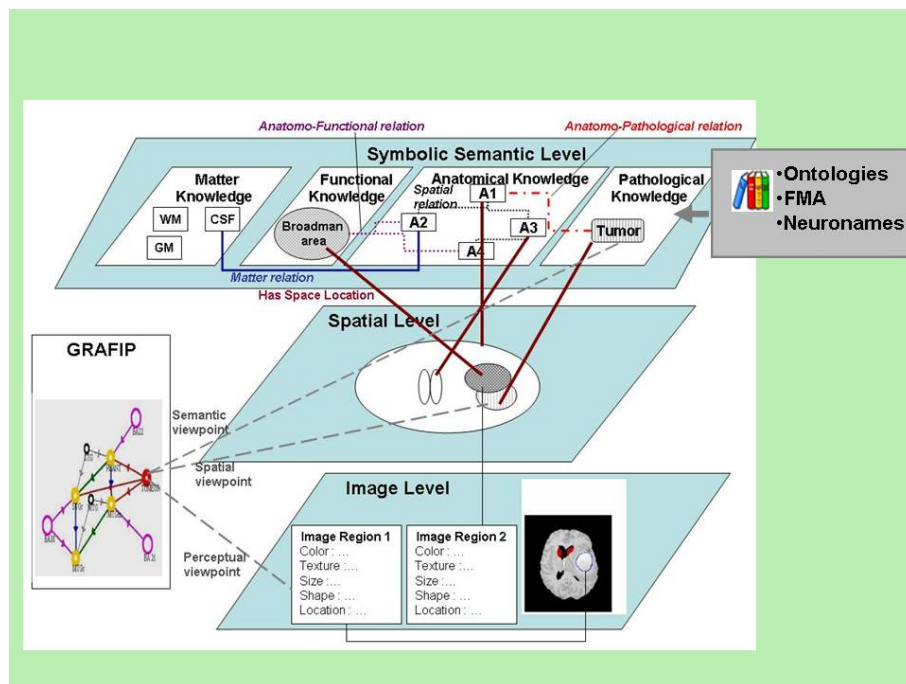 Anatomo-Functional relation
Anatomo-Pathological relation
Symbolic Semantic Level
Matter
Knowledge
Functional
Knowledge
Anatomical Knowledge
Pathological
Knowledge
WM
CSF
GM
Broadman
area
Spatial
relation
A1
A2
A3
A4
Tumor
•Ontologies
•FMA
•Neuronames
Matter relation
Has Space Location
Spatial Level
GRAFIP
Semantic
viewpoint
Spatial
viewpoint
Perceptual
viewpoint
Image Level
Image Region 1
Color : ...
Texture : ...
Size :...
Shape : ...
Location : ...
Image Region 2
Color : ...
Texture : ...
Size :...
Shape : ...
Location : ...